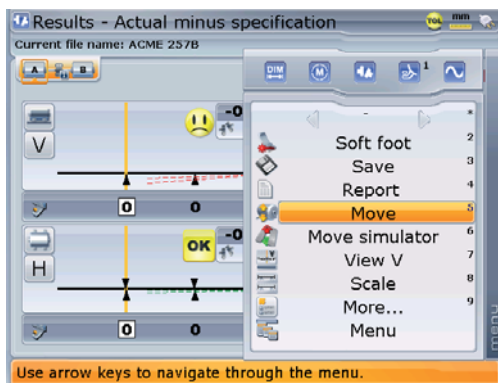 Results - Actual minus specification
TOL mm
Current file name: ACME 257B
A B
DIM M 1
- *
Soft foot 2
Save 3
Report 4
Move 5
Move simulator 6
View V 7
Scale 8
More... 9
Menu
menu
V
-0
0 0
H
OK -0
0 0
Use arrow keys to navigate through the menu.